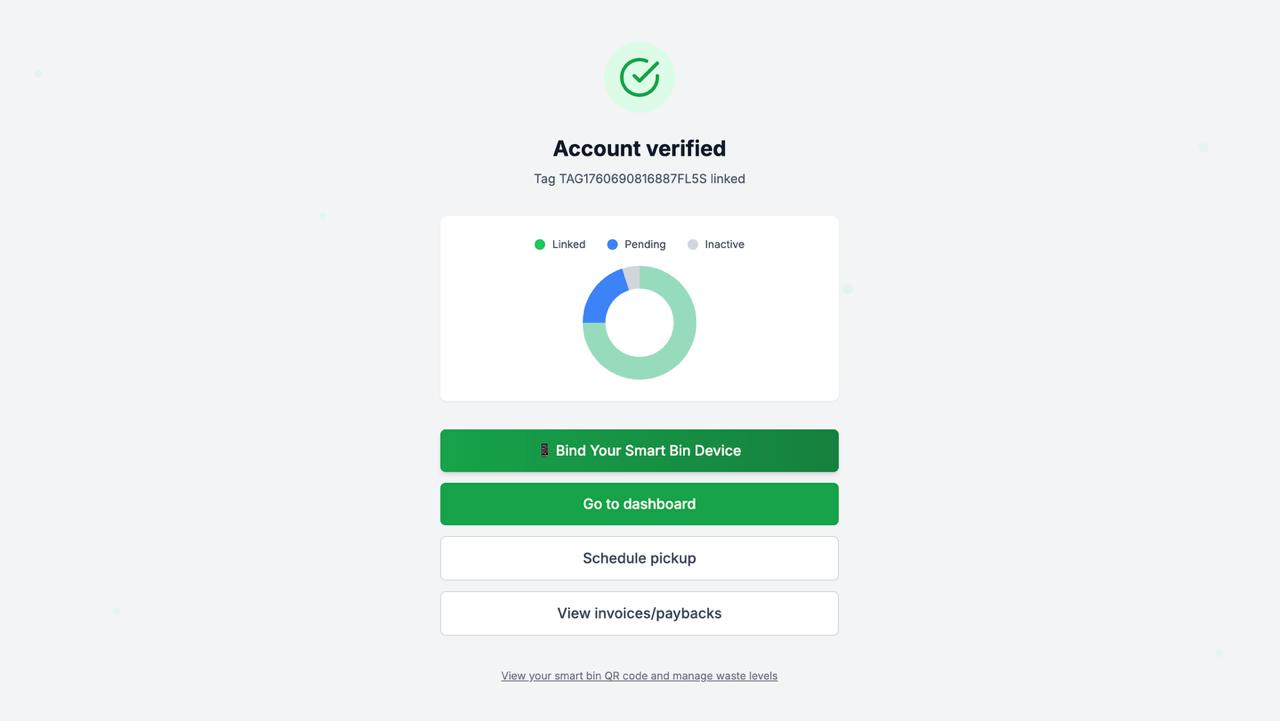 Account verified
Tag TAG1760690816887FL5S linked
Linked Pending Inactive
Bind Your Smart Bin Device
Go to dashboard
Schedule pickup
View invoices/paybacks
View your smart bin QR code and manage waste levels